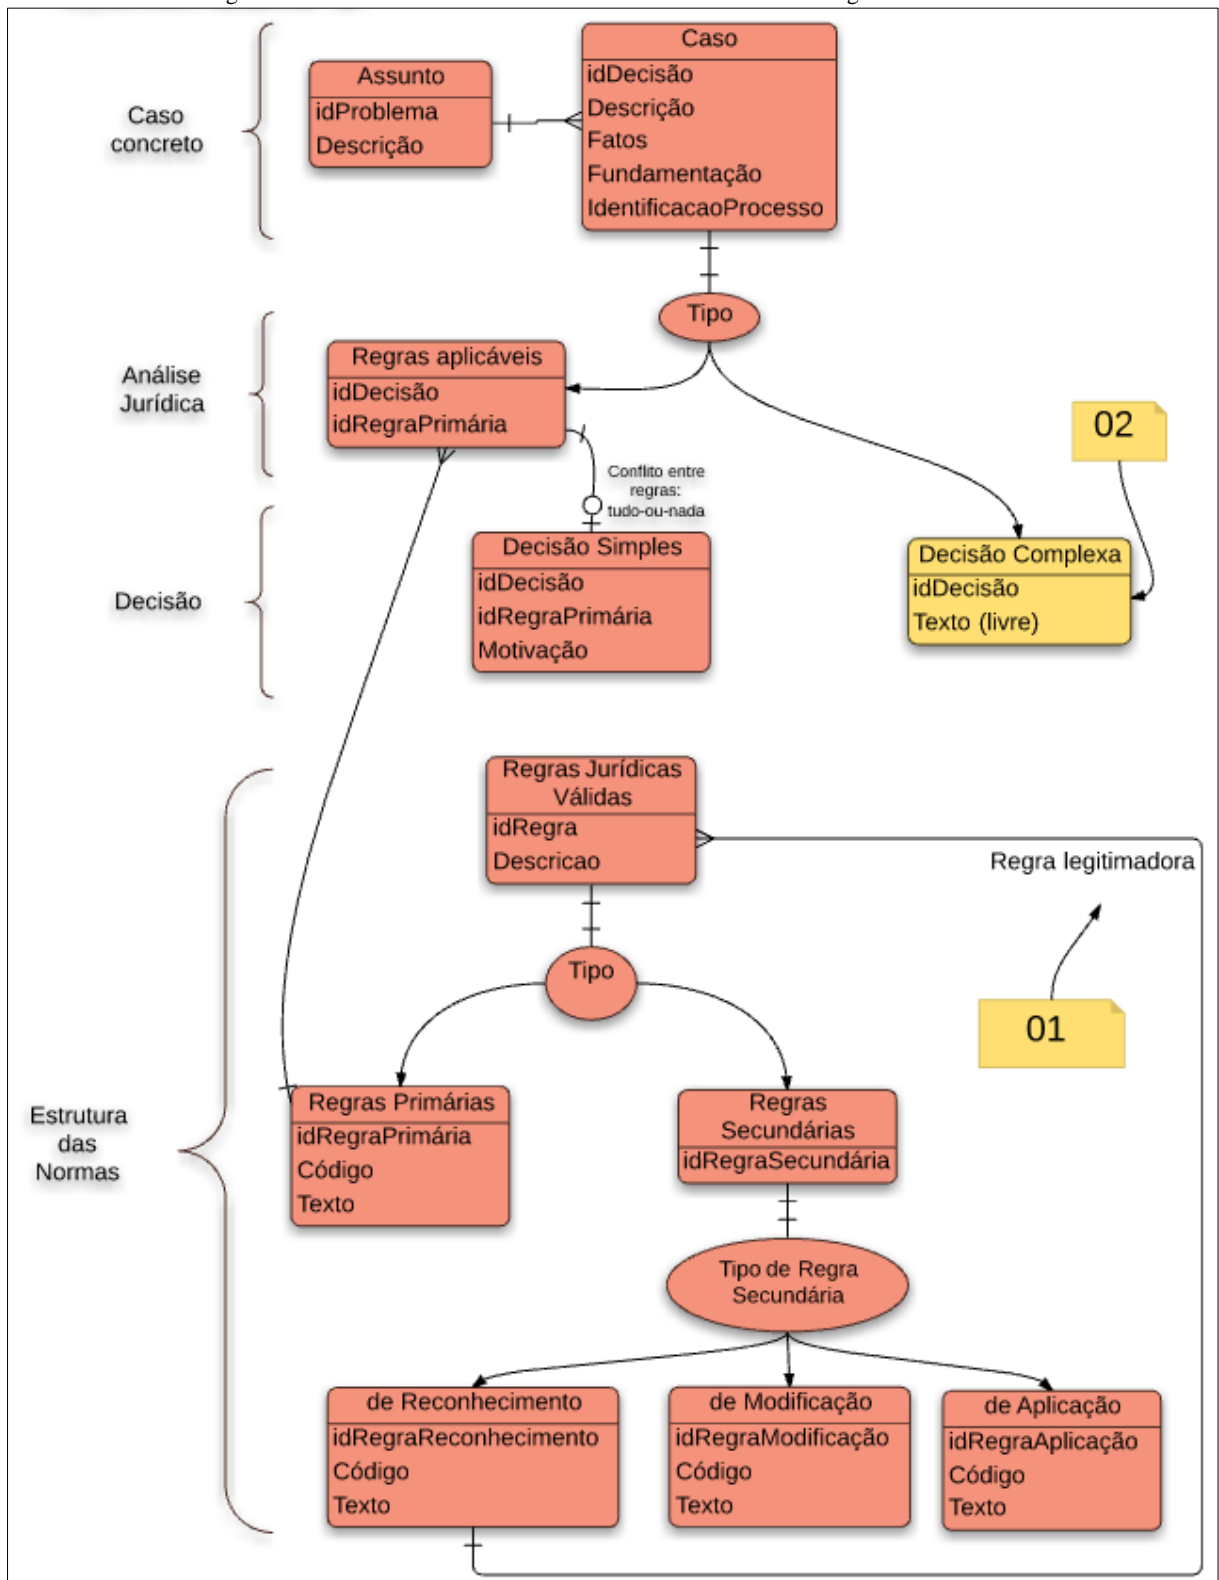 Caso
concreto
Assunto
idProblema
Descrição
Caso
idDecisão
Descrição
Fatos
Fundamentação
IdentificacaoProcesso
Tipo
Análise
Jurídica
Regras aplicáveis
idDecisão
idRegraPrimária
Conflito entre
regras:
tudo-ou-nada
02
Decisão
Decisão Simples
idDecisão
idRegraPrimária
Motivação
Decisão Complexa
idDecisão
Texto (livre)
Regras Jurídicas
Válidas
idRegra
Descricao
Regra legitimadora
Tipo
01
Estrutura
das
Normas
Regras Primárias
idRegraPrimária
Código
Texto
Regras
Secundárias
idRegraSecundária
Tipo de Regra
Secundária
de Reconhecimento
idRegraReconhecimento
Código
Texto
de Modificação
idRegraModificação
Código
Texto
de Aplicação
idRegraAplicação
Código
Texto